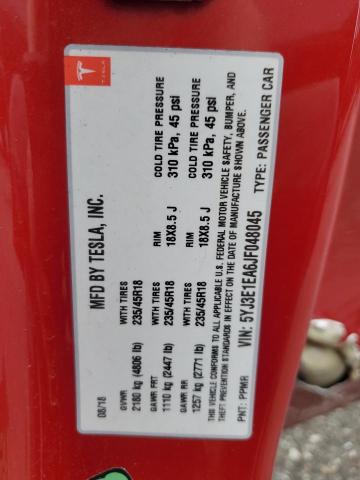 TESLA
MFD BY TESLA, INC.
08/18
GVWR
2180 kg (4806 lb)
GAWR FRT
1110 kg (2447 lb)
WITH TIRES
235/45R18
RIM
18X8.5 J
COLD TIRE PRESSURE
310 kPa, 45 psi
GAWR RR
1257 kg (2771 lb)
WITH TIRES
235/45R18
RIM
18X8.5 J
COLD TIRE PRESSURE
310 kPa, 45 psi
THIS VEHICLE CONFORMS TO ALL APPLICABLE U.S. FEDERAL MOTOR VEHICLE SAFETY, BUMPER, AND
THEFT PREVENTION STANDARDS IN EFFECT ON THE DATE OF MANUFACTURE SHOWN ABOVE.
PNT: PPMR VIN: 5YJ3E1EA6JF048045 TYPE: PASSENGER CAR